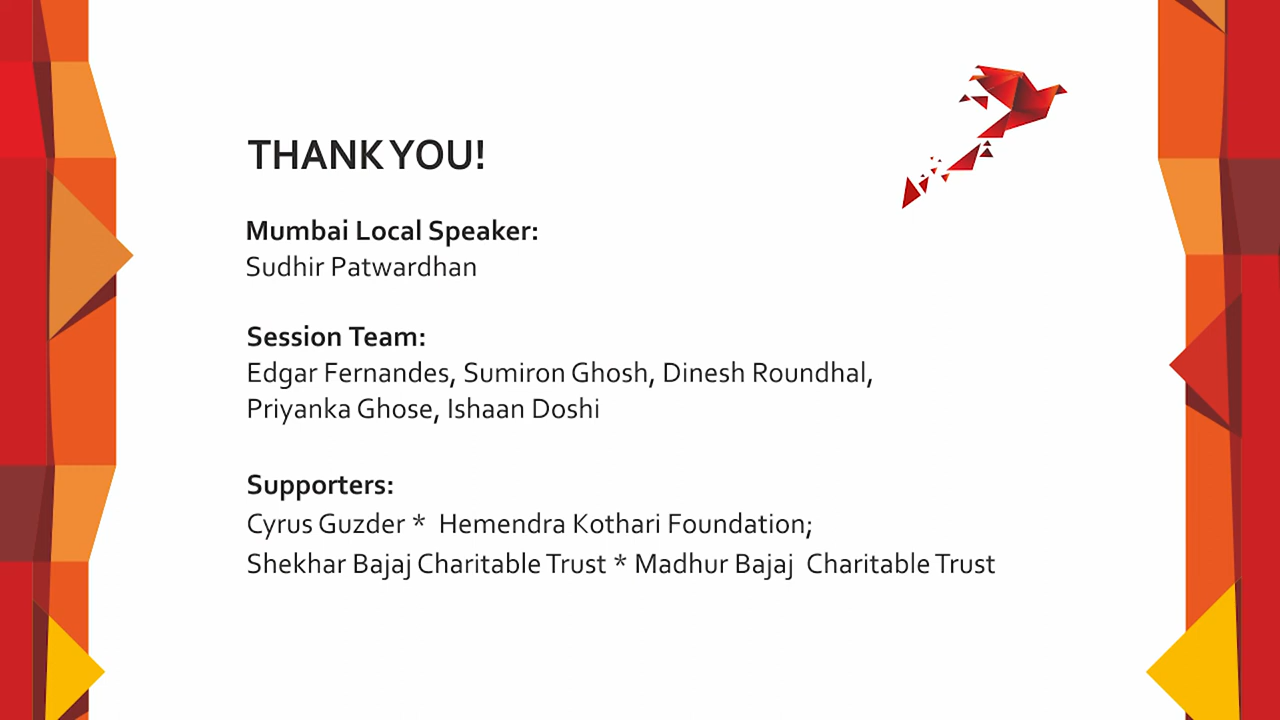 THANK YOU!
Mumbai Local Speaker:
Sudhir Patwardhan
Session Team:
Edgar Fernandes, Sumiron Ghosh, Dinesh Roundhal,
Priyanka Ghose, Ishaan Doshi
Supporters:
Cyrus Guzder * Hemendra Kothari Foundation;
Shekhar Bajaj Charitable Trust * Madhur Bajaj Charitable Trust